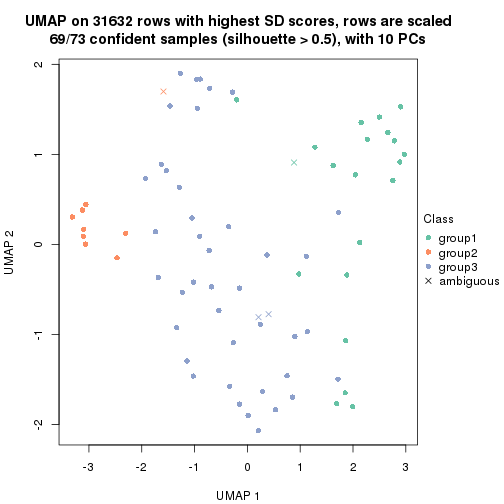 UMAP on 31632 rows with highest SD scores, rows are scaled
69/73 confident samples (silhouette > 0.5), with 10 PCs
2
1
0
-1
-2
UMAP 2
-3
-2
-1
0
1
2
3
UMAP 1
Class
group1
group2
group3
ambiguous